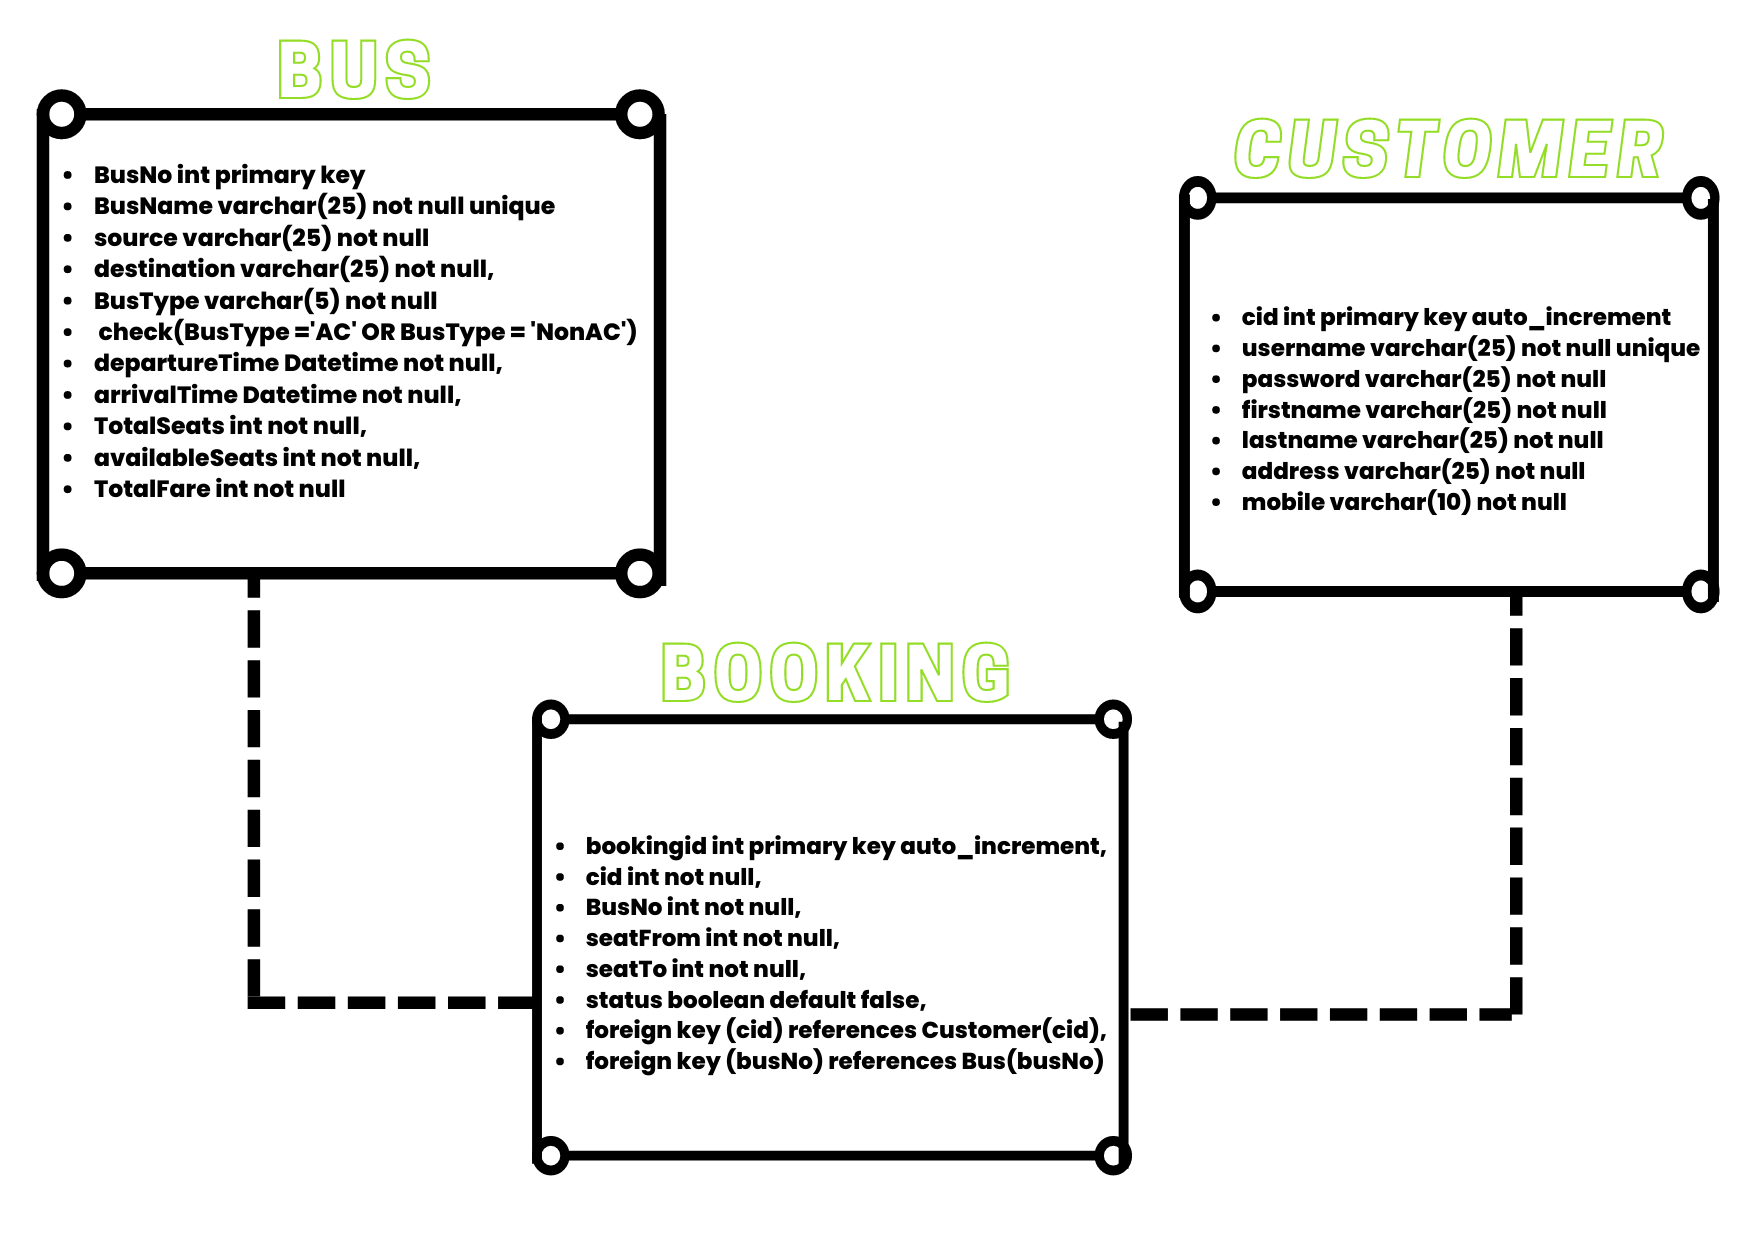 BUS
• BusNo int primary key
• BusName varchar(25) not null unique
• source varchar(25) not null
• destination varchar(25) not null,
• BusType varchar(5) not null
• check(BusType ='AC' OR BusType = 'NonAC')
• departureTime Datetime not null,
• arrivalTime Datetime not null,
• TotalSeats int not null,
• availableSeats int not null,
• TotalFare int not null
CUSTOMER
• cid int primary key auto_increment
• username varchar(25) not null unique
• password varchar(25) not null
• firstname varchar(25) not null
• lastname varchar(25) not null
• address varchar(25) not null
• mobile varchar(10) not null
BOOKING
• bookingid int primary key auto_increment,
• cid int not null,
• BusNo int not null,
• seatFrom int not null,
• seatTo int not null,
• status boolean default false,
• foreign key (cid) references Customer(cid),
• foreign key (busNo) references Bus(busNo)